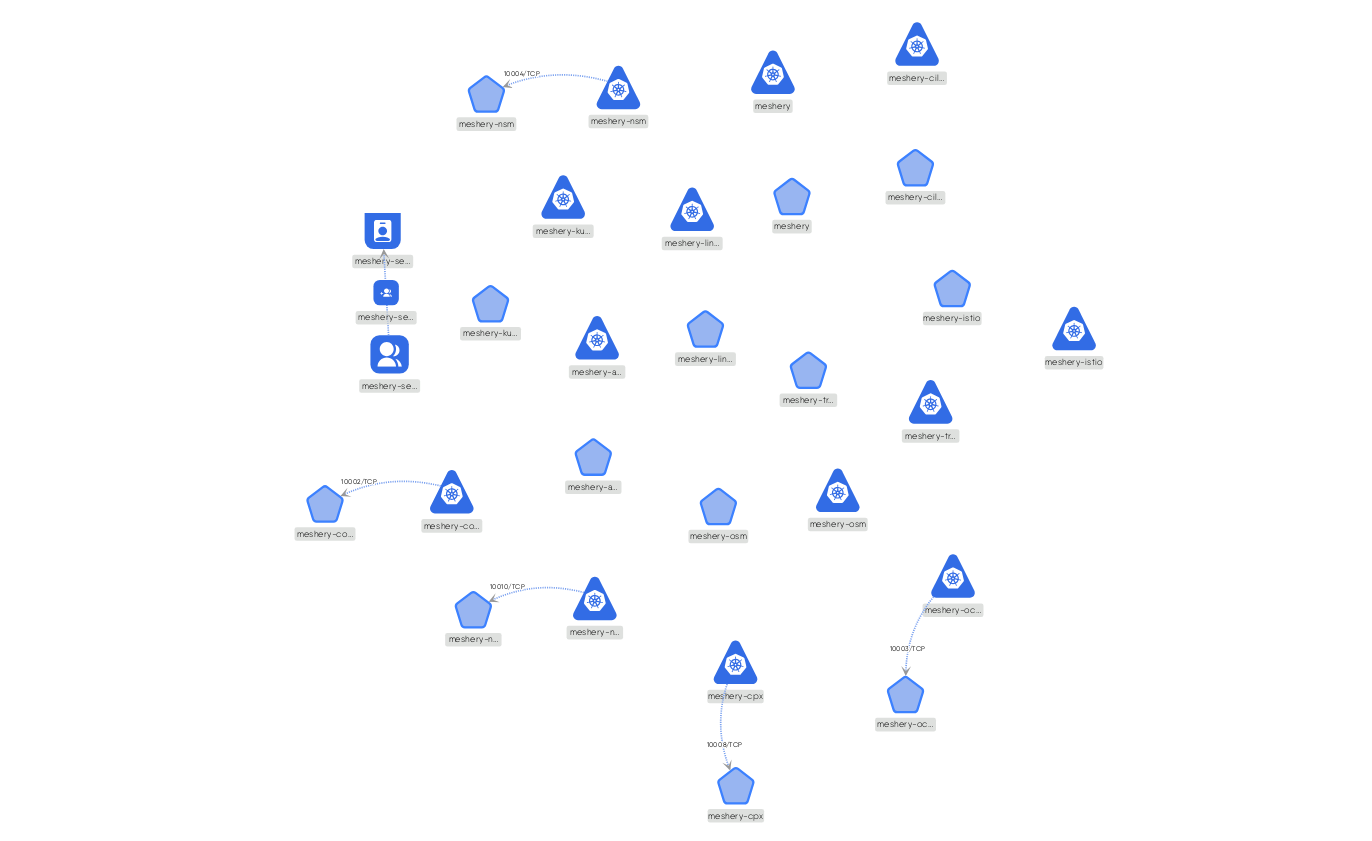 meshery-cil...
10004/TCP
meshery
meshery-nsm
meshery-nsm
meshery-cil...
meshery
meshery-ku...
meshery-lin...
meshery-se...
meshery-se...
meshery-istio
meshery-ku...
meshery-lin...
meshery-istio
meshery-a...
meshery-se...
meshery-tr...
meshery-tr...
10002/TCP
meshery-a...
meshery-co...
meshery-osm
meshery-co...
meshery-osm
10010/TCP
meshery-oc...
meshery-n...
meshery-n...
10003/TCP
meshery-cpx
meshery-oc...
10008/TCP
meshery-cpx